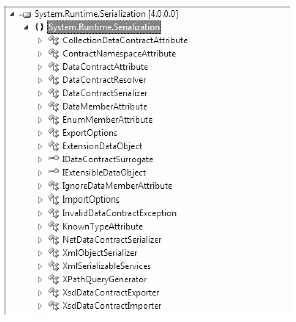 System.Runtime.Serialization [4.0.0.0]
{} System.Runtime.Serialization
CollectionDataContractAttribute
ContractNamespaceAttribute
DataContractAttribute
DataContractResolver
DataContractSerializer
DataMemberAttribute
EnumMemberAttribute
ExportOptions
ExtensionDataObject
IDataContractSurrogate
IExtensibleDataObject
IgnoreDataMemberAttribute
ImportOptions
InvalidDataContractException
KnownTypeAttribute
NetDataContractSerializer
XmlObjectSerializer
XmlSerializableServices
XPathQueryGenerator
XsdDataContractExporter
XsdDataContractImporter